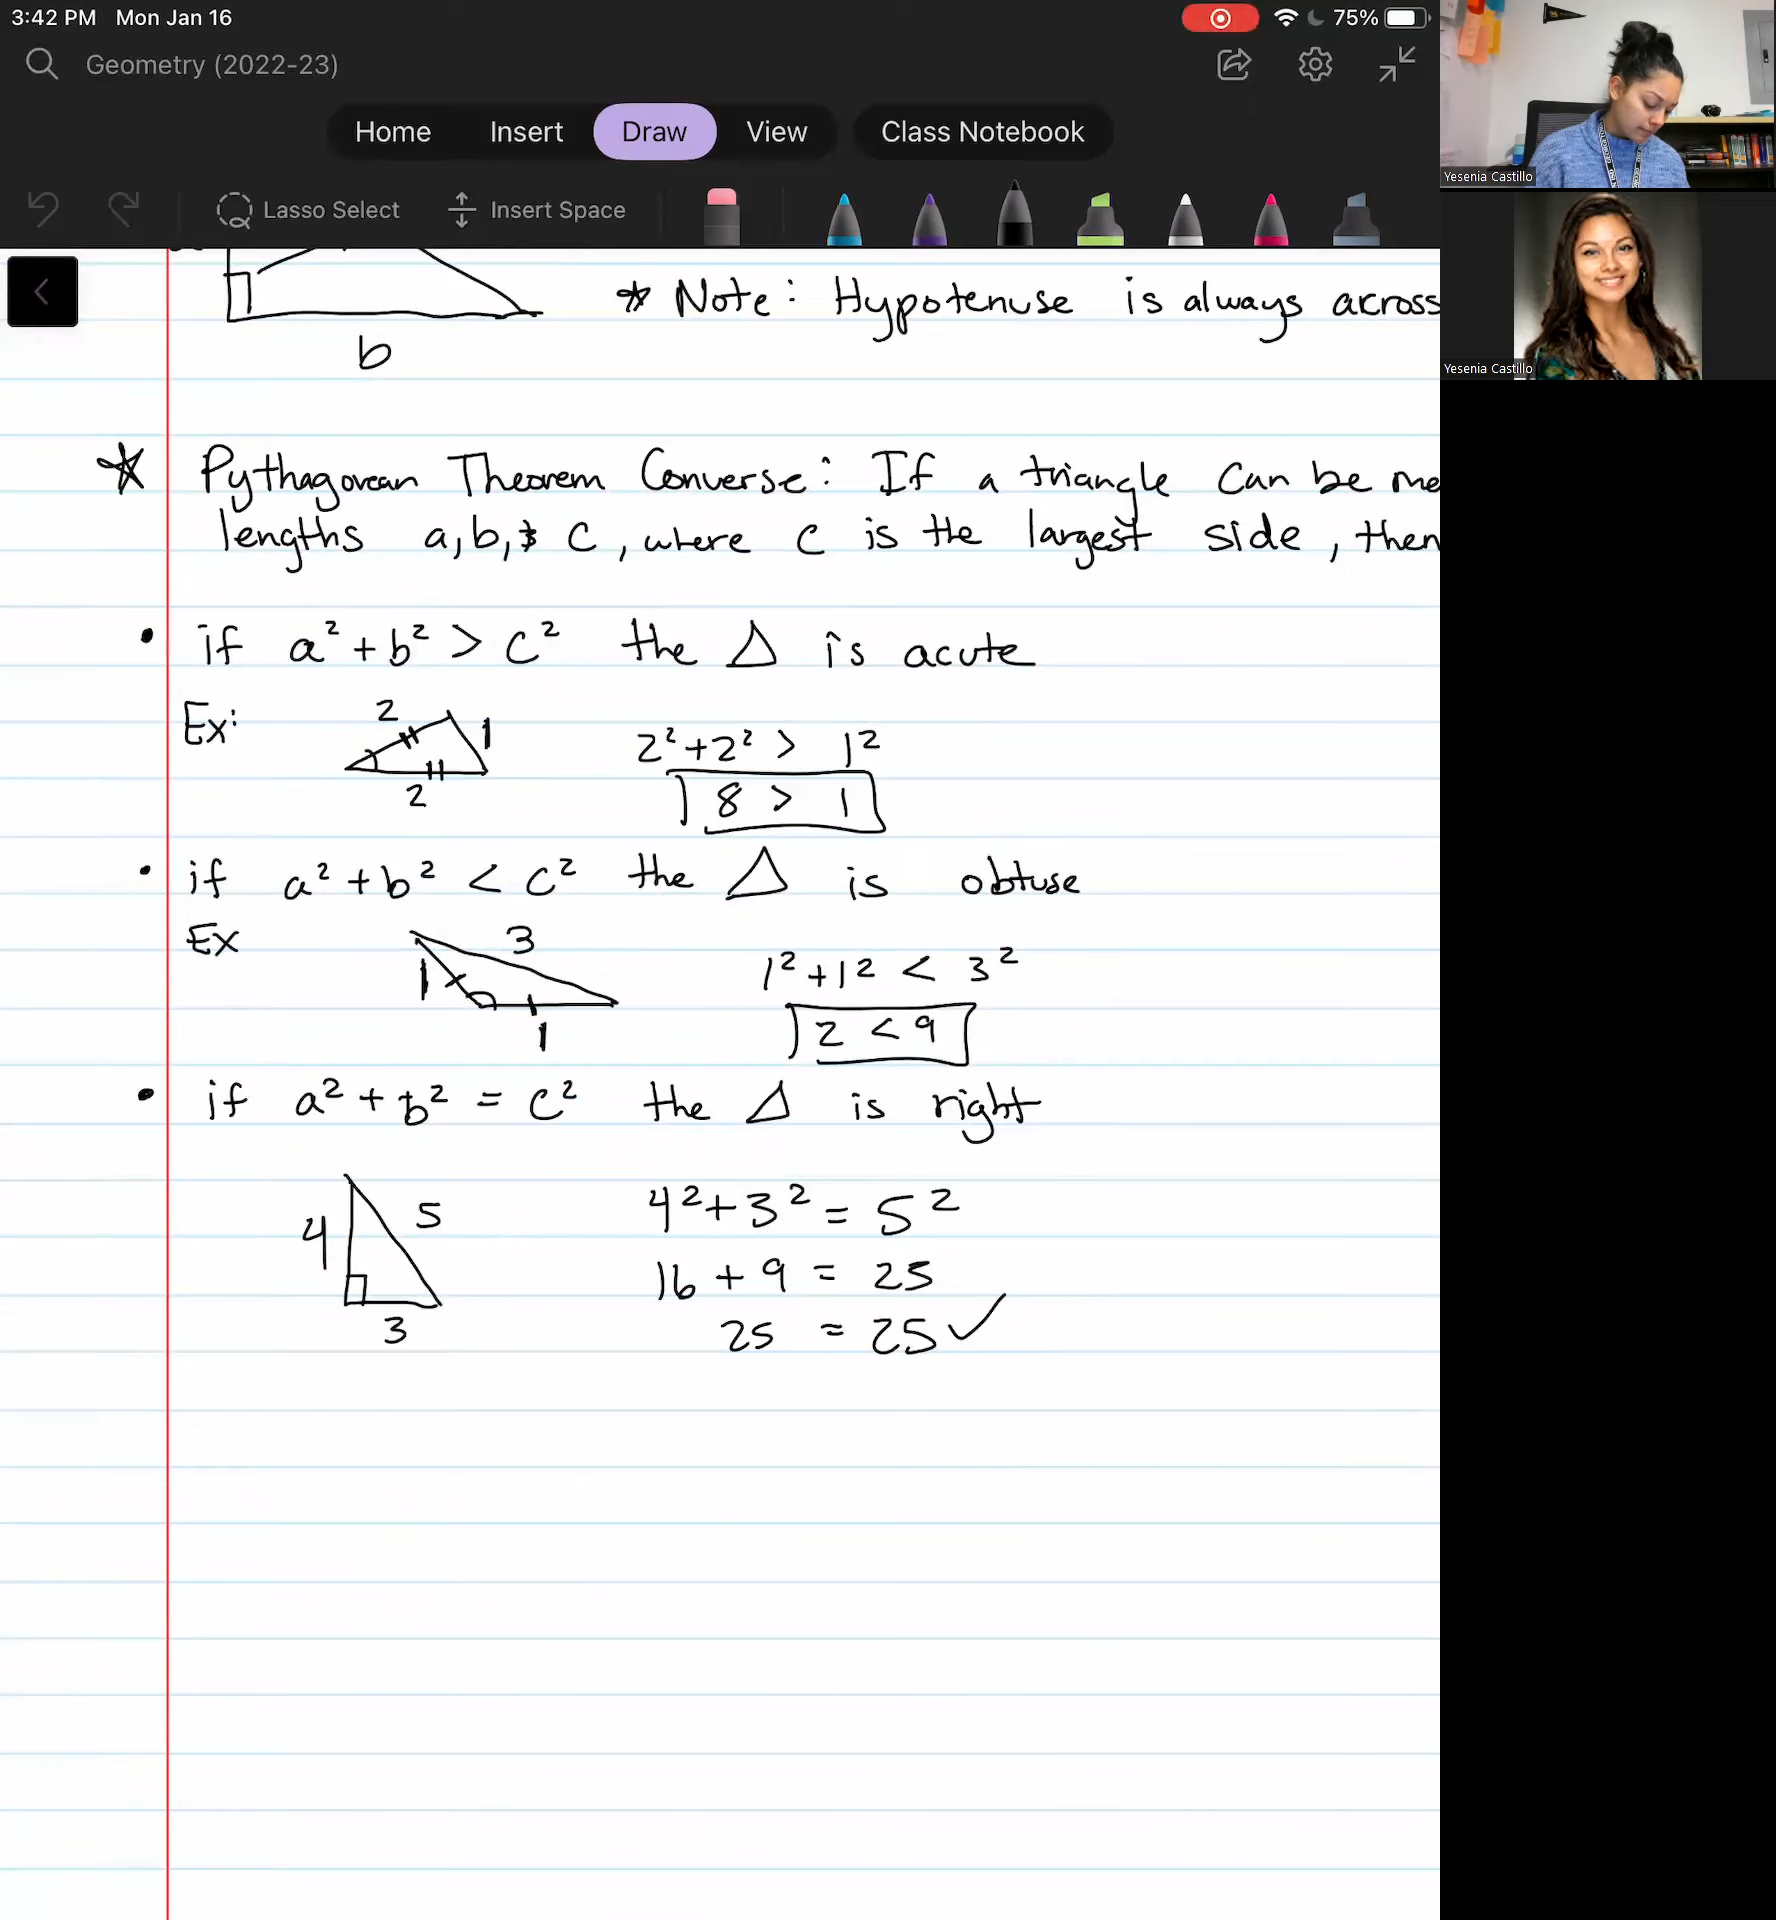 3:42 PM Mon Jan 16
75%
Geometry (2022-23)
Home Insert Draw View Class Notebook
Lasso Select Insert Space
Yesenia Castillo
Yesenia Castillo
* Note: Hypotenuse is always across
b
* Pythagorean Theorem Converse: If a triangle can be me
lengths a, b, & c, where c is the largest side, then
• if a² + b² > c² the △ is acute
Ex:
2
1
2
2² + 2² > 1²
8 > 1
• if a² + b² < c² the △ is obtuse
Ex
3
1
1
1² + 1² < 3²
2 < 9
• if a² + b² = c² the △ is right
4
5
3
4² + 3² = 5²
16 + 9 = 25
25 = 25 ✓